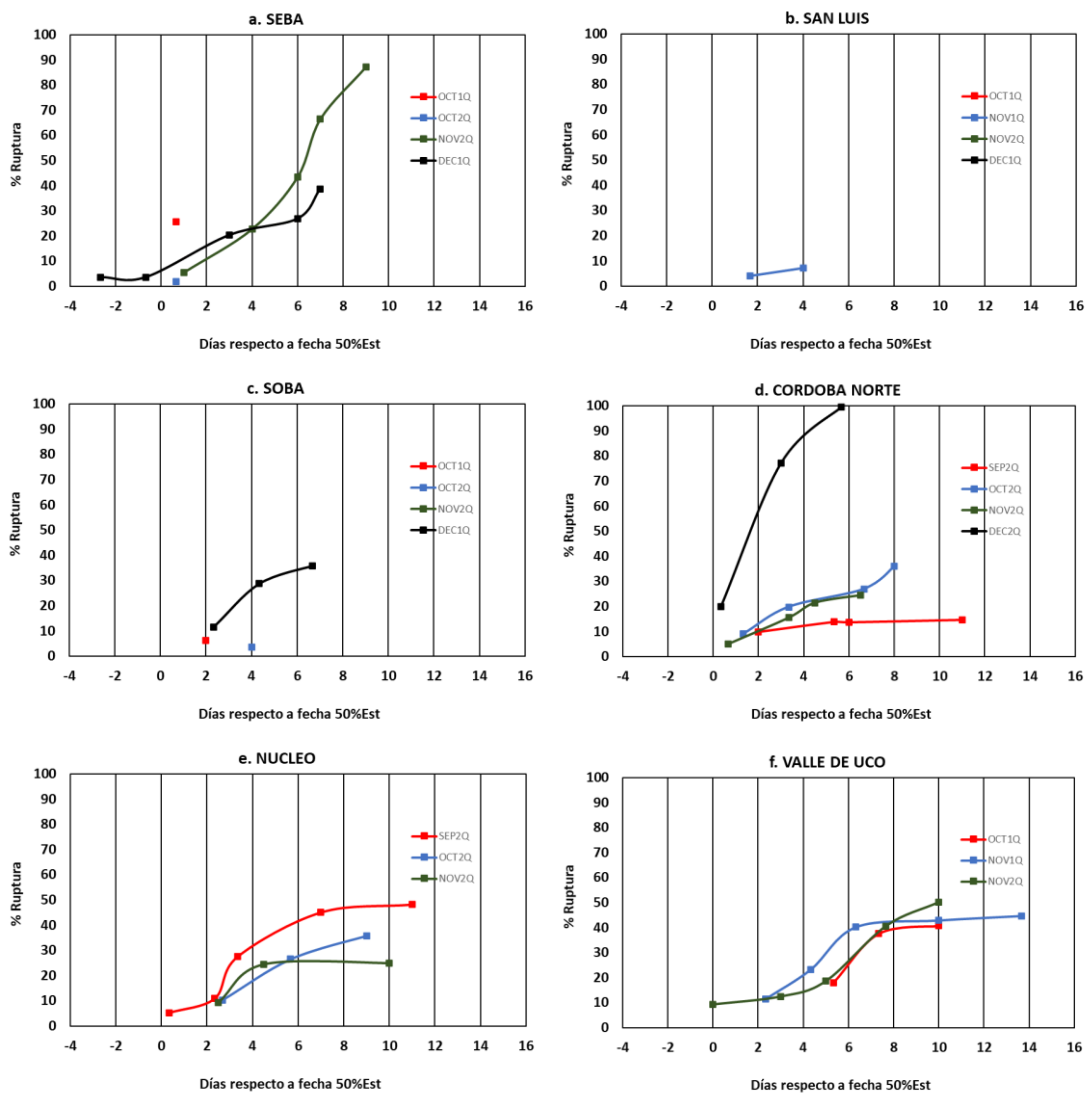 a. SEBA
100
90
80
70
60
50
40
30
20
10
0
% Ruptura
-4 -2 0 2 4 6 8 10 12 14 16
Días respecto a fecha 50%Est
OCT1Q
OCT2Q
NOV2Q
DEC1Q
b. SAN LUIS
100
90
80
70
60
50
40
30
20
10
0
% Ruptura
-4 -2 0 2 4 6 8 10 12 14 16
Días respecto a fecha 50%Est
OCT1Q
NOV1Q
NOV2Q
DEC1Q
c. SOBA
100
90
80
70
60
50
40
30
20
10
0
% Ruptura
-4 -2 0 2 4 6 8 10 12 14 16
Días respecto a fecha 50%Est
OCT1Q
OCT2Q
NOV2Q
DEC1Q
d. CORDOBA NORTE
100
90
80
70
60
50
40
30
20
10
0
% Ruptura
-4 -2 0 2 4 6 8 10 12 14 16
Días respecto a fecha 50%Est
SEP2Q
OCT2Q
NOV2Q
DEC2Q
e. NUCLEO
100
90
80
70
60
50
40
30
20
10
0
% Ruptura
-4 -2 0 2 4 6 8 10 12 14 16
Días respecto a fecha 50%Est
SEP2Q
OCT2Q
NOV2Q
f. VALLE DE UCO
100
90
80
70
60
50
40
30
20
10
0
% Ruptura
-4 -2 0 2 4 6 8 10 12 14 16
Días respecto a fecha 50%Est
OCT1Q
NOV1Q
NOV2Q